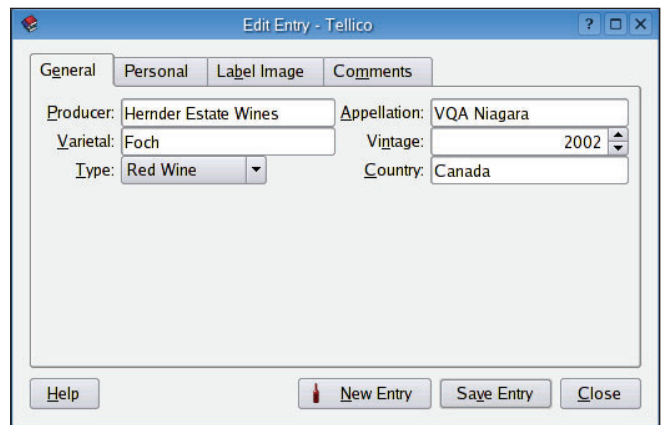 Edit Entry - Tellico
?
General Personal Label Image Comments
Producer: Hernder Estate Wines Appellation: VQA Niagara
Varietal: Foch Vintage: 2002
Type: Red Wine Country: Canada
Help New Entry Save Entry Close